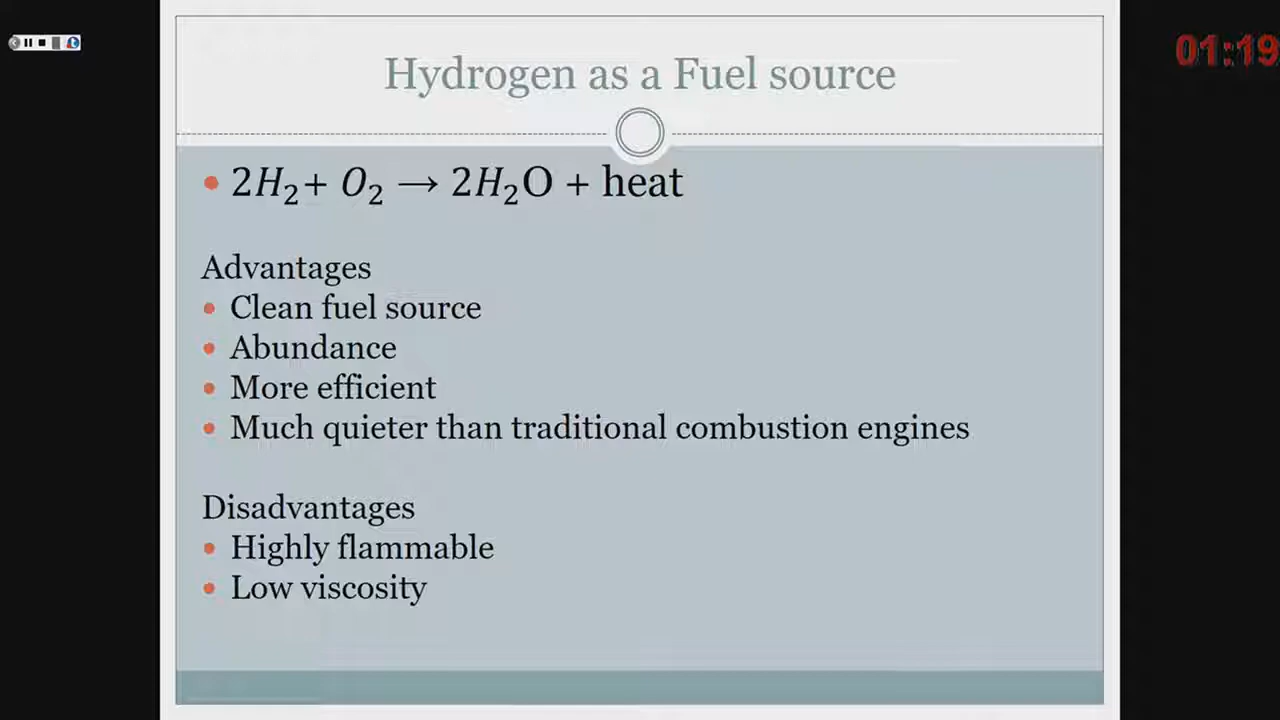 01:19
Hydrogen as a Fuel source
• 2H₂ + O₂ → 2H₂O + heat
Advantages
• Clean fuel source
• Abundance
• More efficient
• Much quieter than traditional combustion engines
Disadvantages
• Highly flammable
• Low viscosity